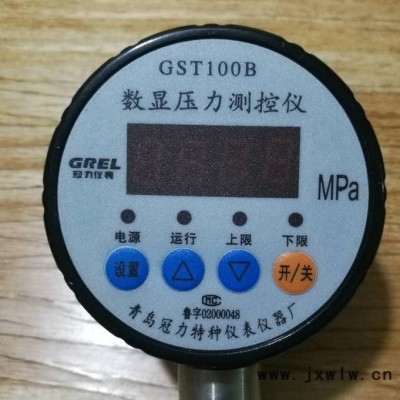 GST100B
数显压力测控仪
GREL
冠力仪表
MPa
电源 运行 上限 下限
设置 开/关
MC
鲁字02000048
青岛冠力特种仪表仪器厂
www.jxwlw.cn